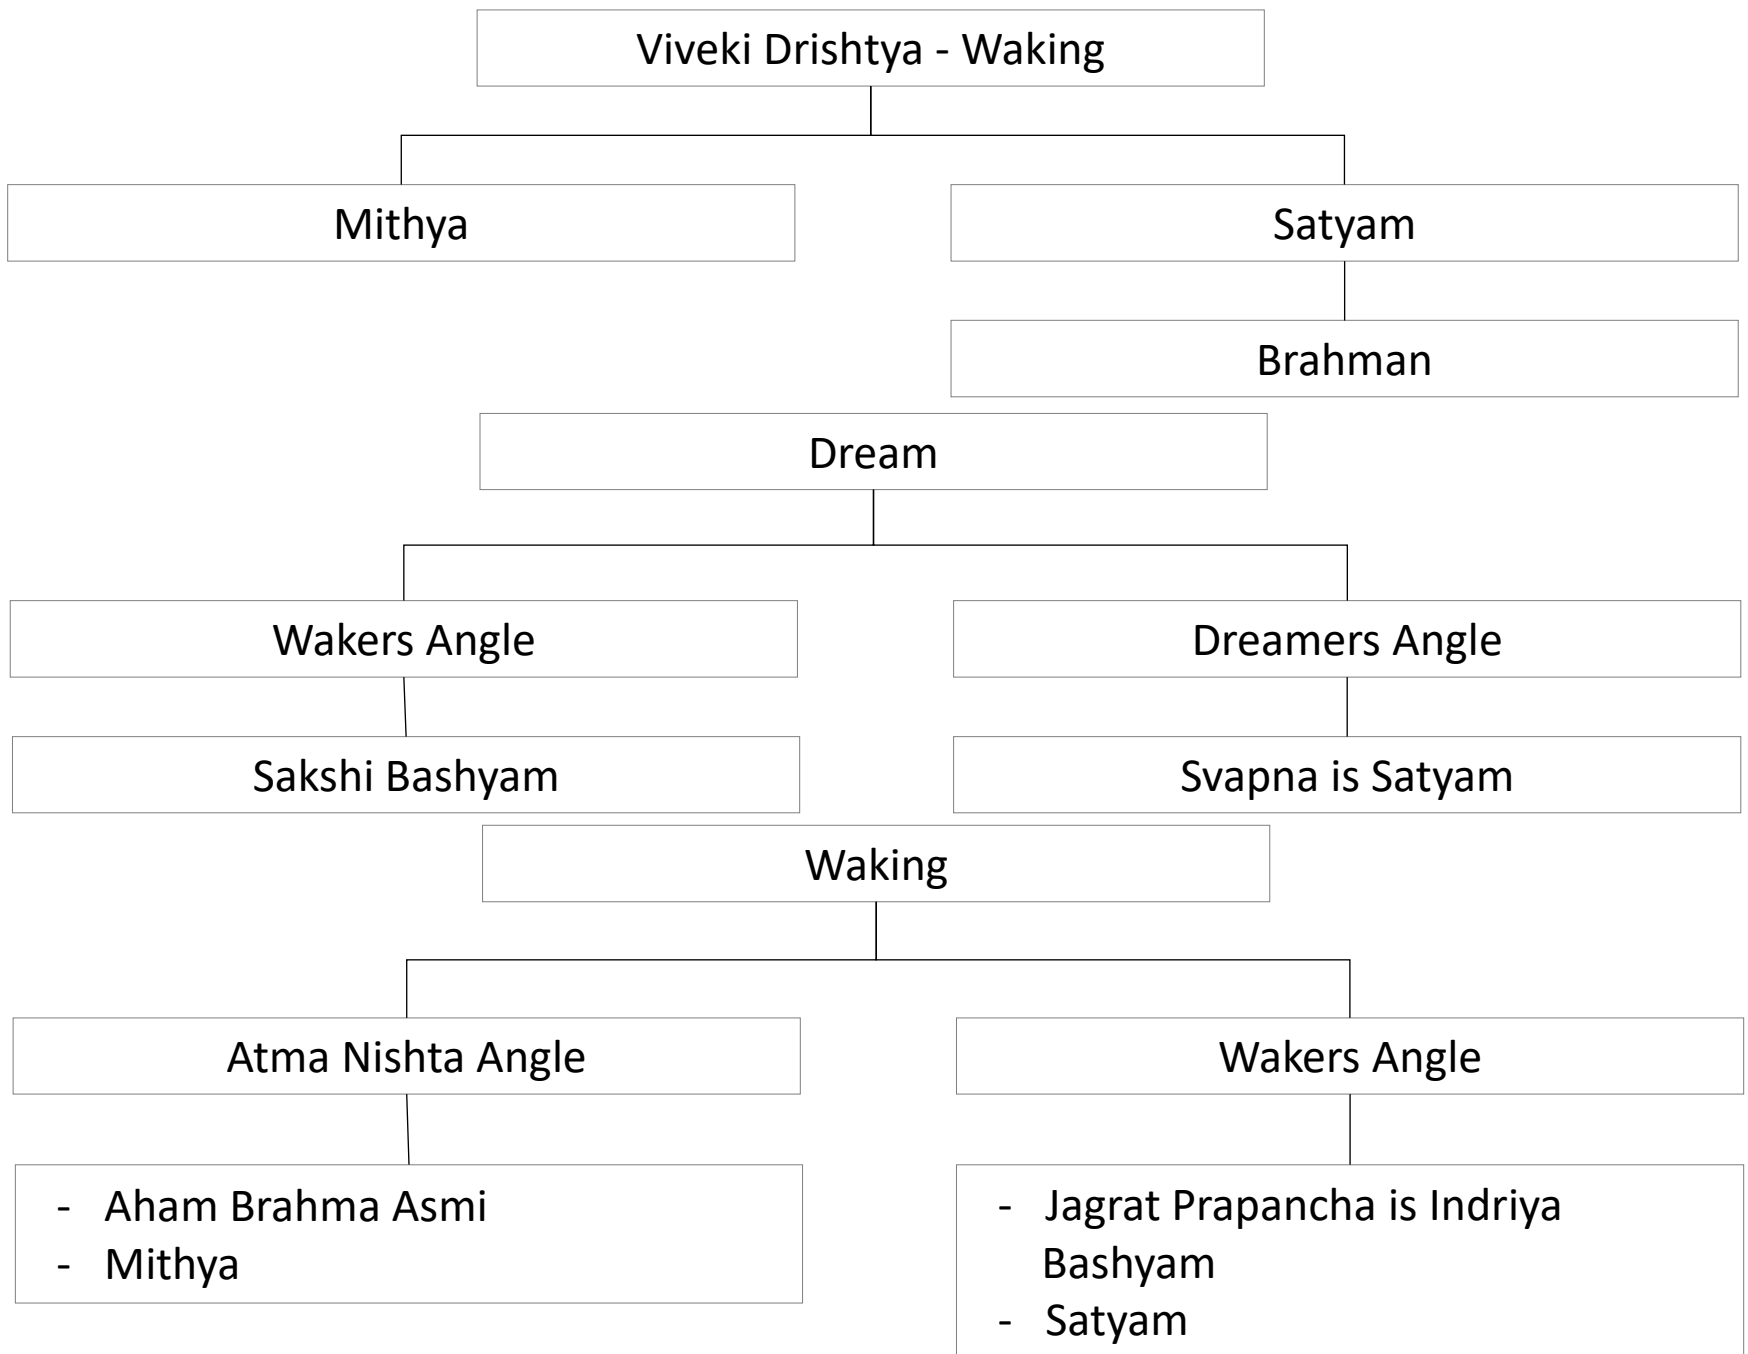 Viveki Drishtya - Waking
Mithya
Satyam
Brahman
Dream
Wakers Angle
Dreamers Angle
Sakshi Bashyam
Svapna is Satyam
Waking
Atma Nishta Angle
Wakers Angle
- Aham Brahma Asmi
- Mithya
- Jagrat Prapancha is Indriya
Bashyam
- Satyam